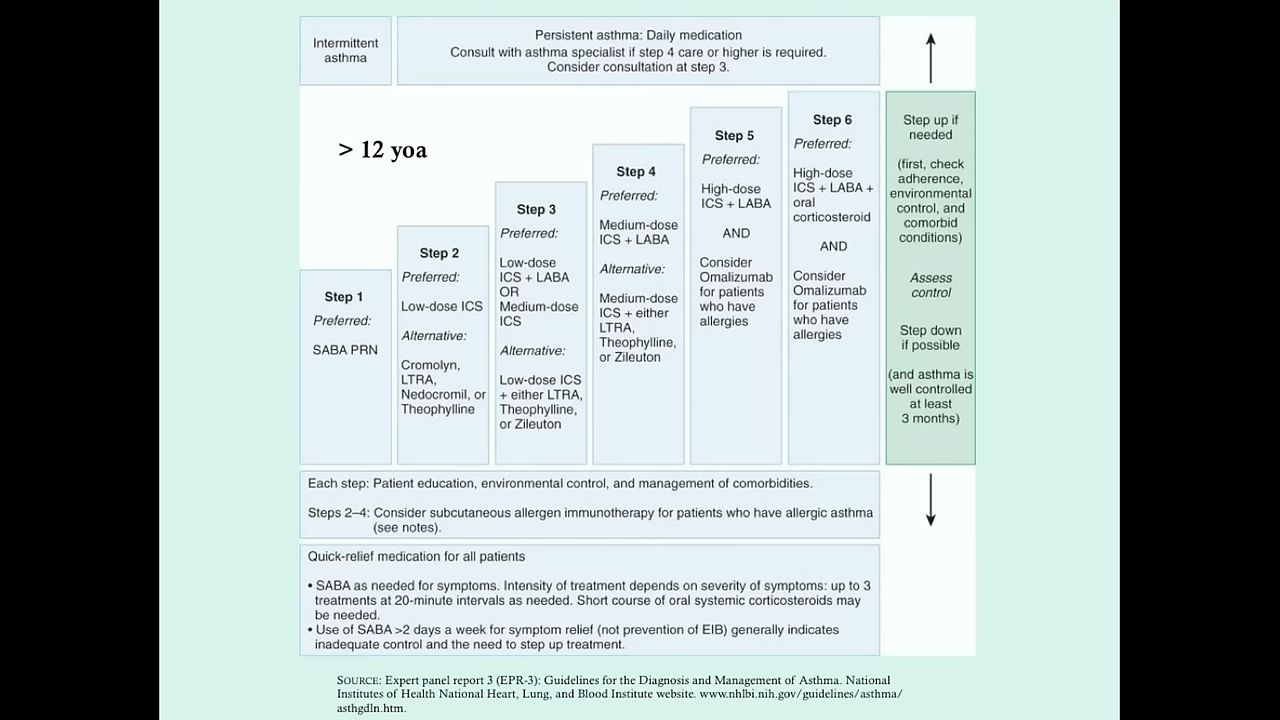 Intermittent
asthma
Persistent asthma: Daily medication
Consult with asthma specialist if step 4 care or higher is required.
Consider consultation at step 3.
> 12 yoa
Step 1
Preferred:
SABA PRN
Step 2
Preferred:
Low-dose ICS
Alternative:
Cromolyn,
LTRA,
Nedocromil, or
Theophylline
Step 3
Preferred:
Low-dose
ICS + LABA
OR
Medium-dose
ICS
Alternative:
Low-dose ICS
+ either LTRA,
Theophylline,
or Zileuton
Step 4
Preferred:
Medium-dose
ICS + LABA
Alternative:
Medium-dose
ICS + either
LTRA,
Theophylline,
or Zileuton
Step 5
Preferred:
High-dose
ICS + LABA
AND
Consider
Omalizumab
for patients
who have
allergies
Step 6
Preferred:
High-dose
ICS + LABA +
oral
corticosteroid
AND
Consider
Omalizumab
for patients
who have
allergies
Step up if
needed
(first, check
adherence,
environmental
control, and
comorbid
conditions)
Assess
control
Step down
if possible
(and asthma is
well controlled
at least
3 months)
Each step: Patient education, environmental control, and management of comorbidities.
Steps 2–4: Consider subcutaneous allergen immunotherapy for patients who have allergic asthma
(see notes).
Quick-relief medication for all patients
• SABA as needed for symptoms. Intensity of treatment depends on severity of symptoms: up to 3
treatments at 20-minute intervals as needed. Short course of oral systemic corticosteroids may
be needed.
• Use of SABA >2 days a week for symptom relief (not prevention of EIB) generally indicates
inadequate control and the need to step up treatment.
SOURCE: Expert panel report 3 (EPR-3): Guidelines for the Diagnosis and Management of Asthma. National
Institutes of Health National Heart, Lung, and Blood Institute website. www.nhlbi.nih.gov/guidelines/asthma/
asthgdln.htm.